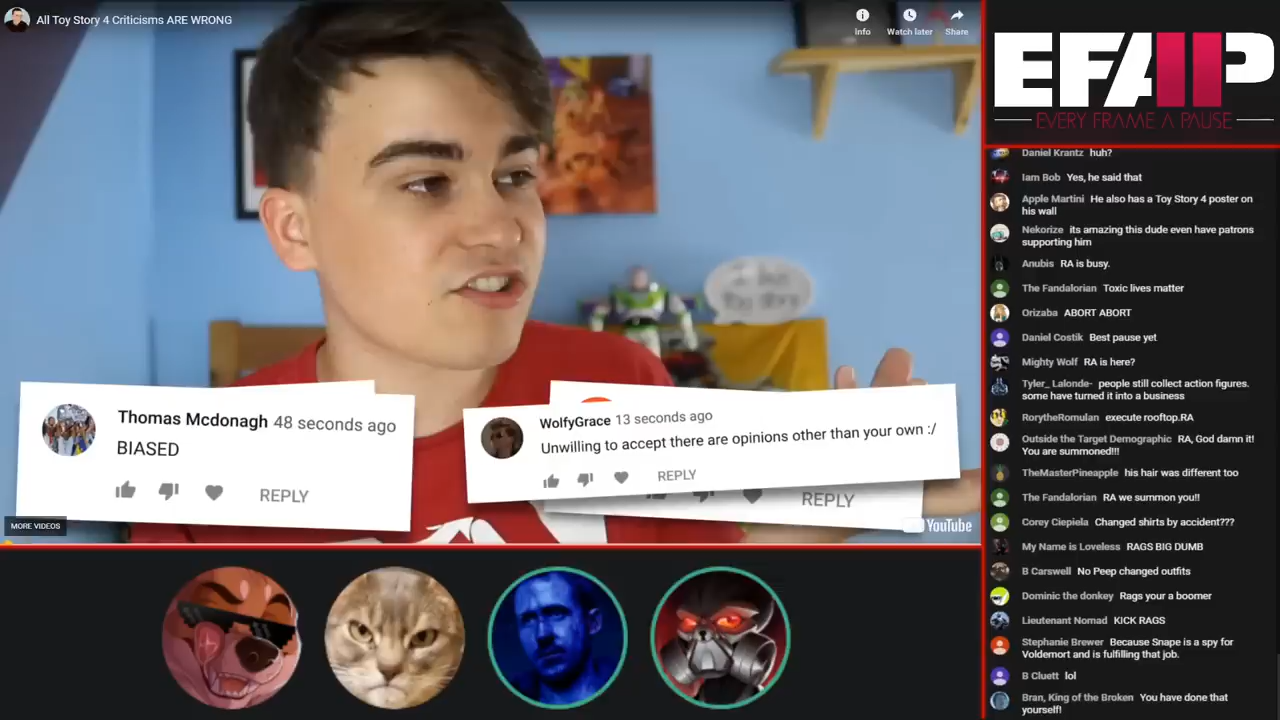 All Toy Story 4 Criticisms ARE WRONG
Info
Watch later
Share
Thomas Mcdonagh 48 seconds ago
BIASED
REPLY
WolfyGrace 13 seconds ago
Unwilling to accept there are opinions other than your own :/
REPLY
REPLY
MORE VIDEOS
YouTube
EFAP
EVERY FRAME A PAUSE
Daniel Krantz huh?
Iam Bob Yes, he said that
Apple Martini He also has a Toy Story 4 poster on
his wall
Nekorize its amazing this dude even have patrons
supporting him
Anubis RA is busy.
The Fandalorian Toxic lives matter
Orizaba ABORT ABORT
Daniel Costik Best pause yet
Mighty Wolf RA is here?
Tyler_ Lalonde- people still collect action figures.
some have turned it into a business
RorytheRomulan execute rooftop.RA
Outside the Target Demographic RA, God damn it!
You are summoned!!!
TheMasterPineapple his hair was different too
The Fandalorian RA we summon you!!
Corey Ciepiela Changed shirts by accident???
My Name is Loveless RAGS BIG DUMB
B Carswell No Peep changed outfits
Dominic the donkey Rags your a boomer
Lieutenant Nomad KICK RAGS
Stephanie Brewer Because Snape is a spy for
Voldemort and is fulfilling that job.
B Cluett lol
Bran, King of the Broken You have done that
yourself!